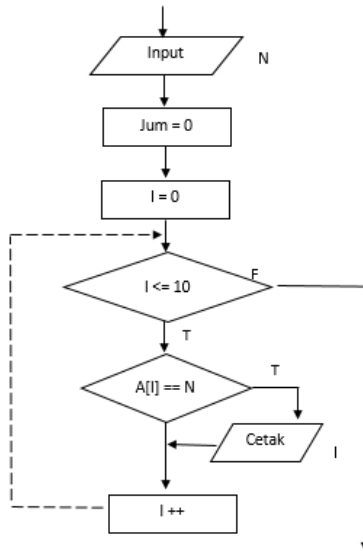 Input
N
Jum = 0
I = 0
I <= 10
F
T
A[I] == N
T
Cetak
I
I ++